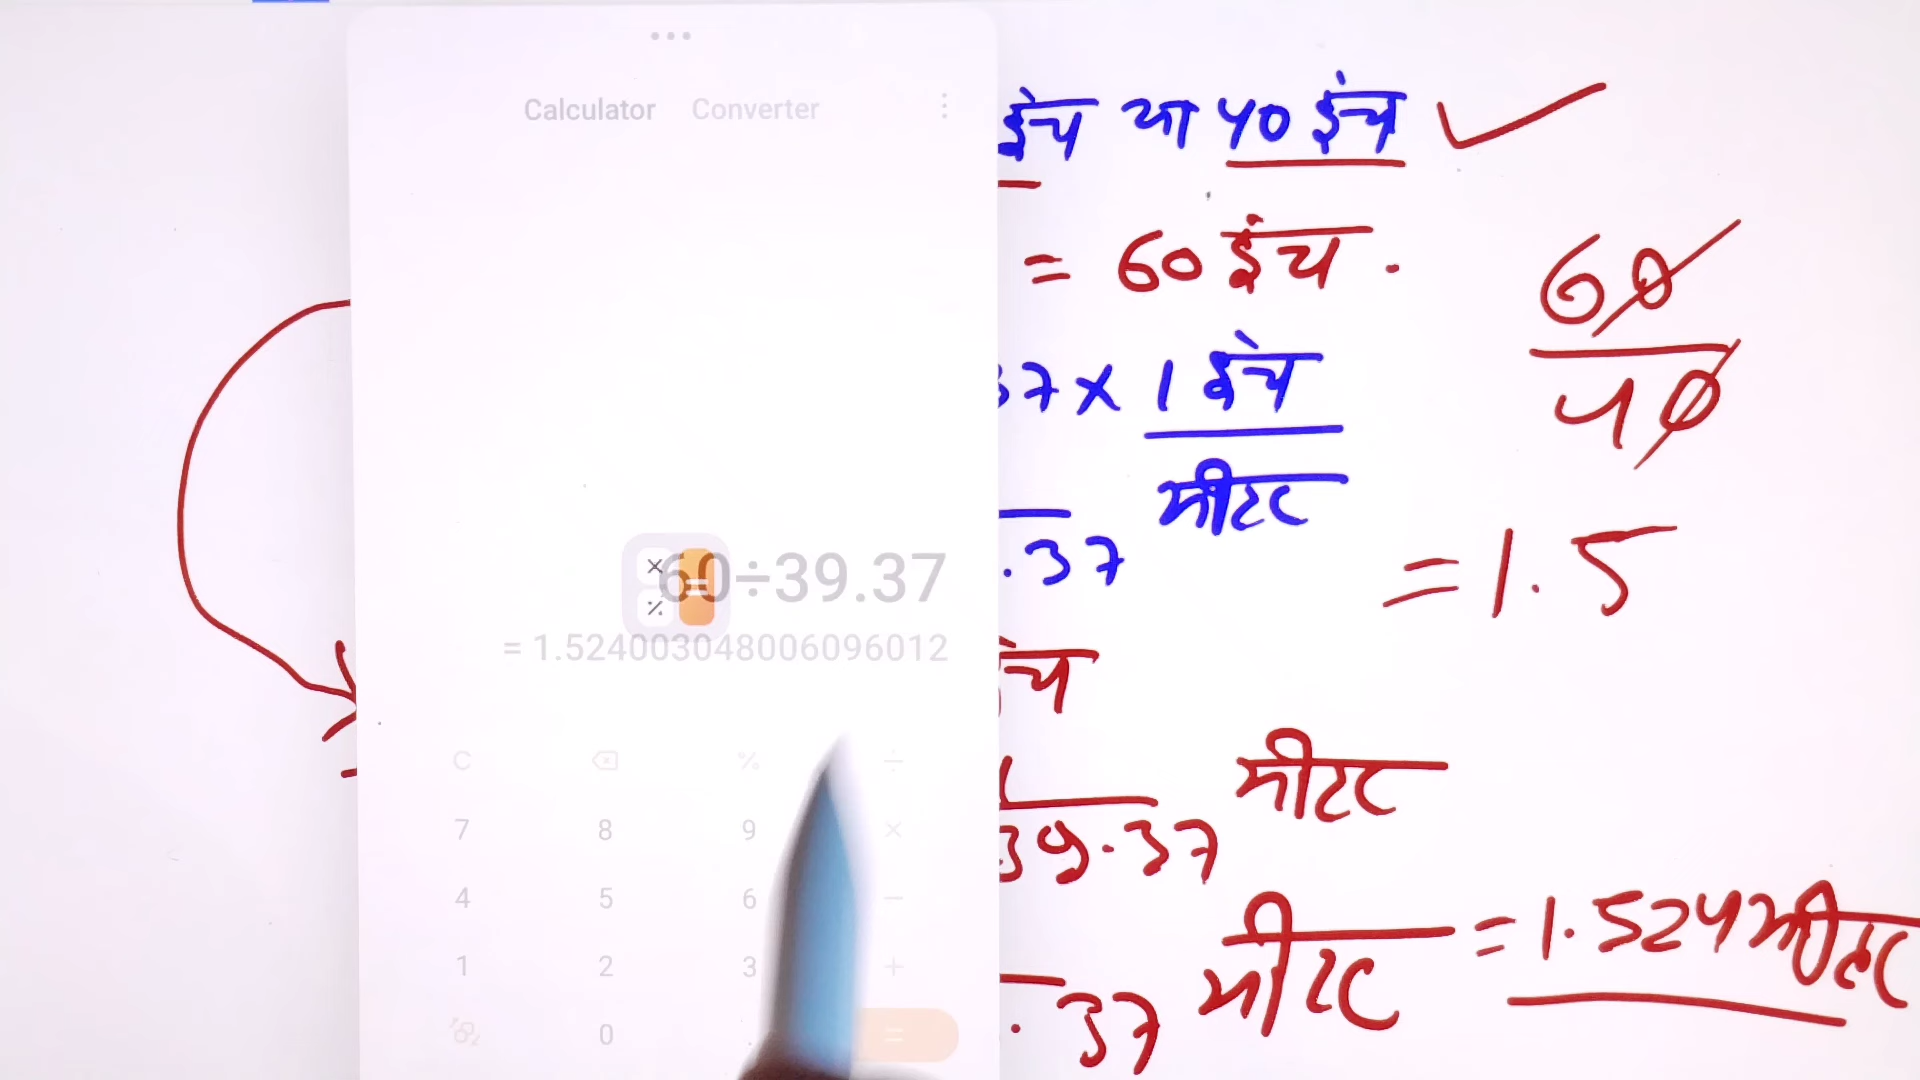 Calculator Converter
इंच या 40 इंच
= 60 इंच .
60
40
37 x 1 इंच
मीटर
.37
= 1.5
60÷39.37
= 1.524003048006096012
इंच
C % ÷
1
मीटर
39.37
7 8 9 ×
4 5 6 −
1 2 3 +
0 . =
.37 मीटर = 1.524 मीटर